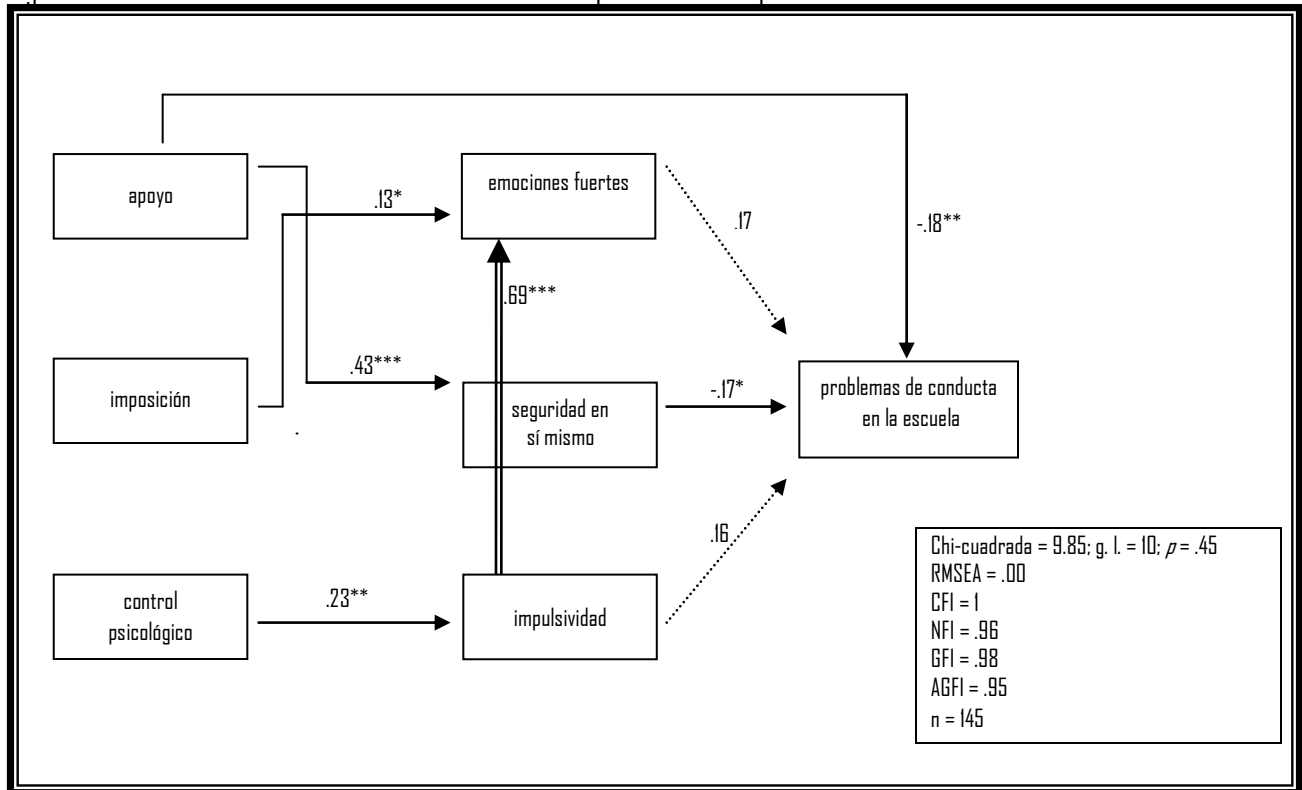 apoyo
emociones fuertes
.13*
.17
-.18**
.69***
imposición
.43***
seguridad en
sí mismo
-.17*
problemas de conducta
en la escuela
control
psicológico
.23**
impulsividad
.16
Chi-cuadrada = 9.85; g. l. = 10; p = .45
RMSEA = .00
CFI = 1
NFI = .96
GFI = .98
AGFI = .95
n = 145